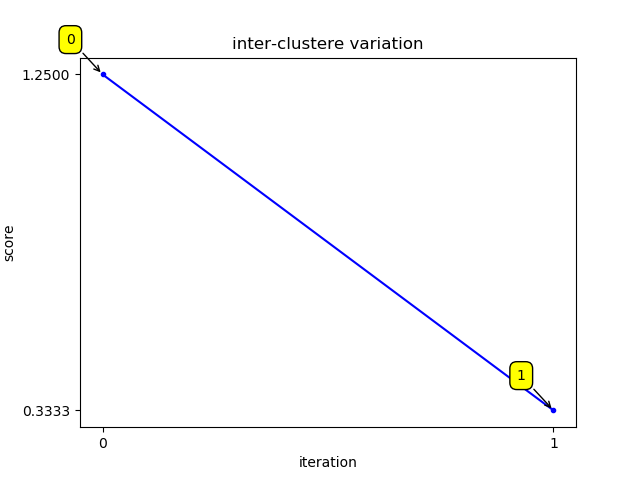 0
inter-clustere variation
1.2500
score
1
0.3333
0
1
iteration